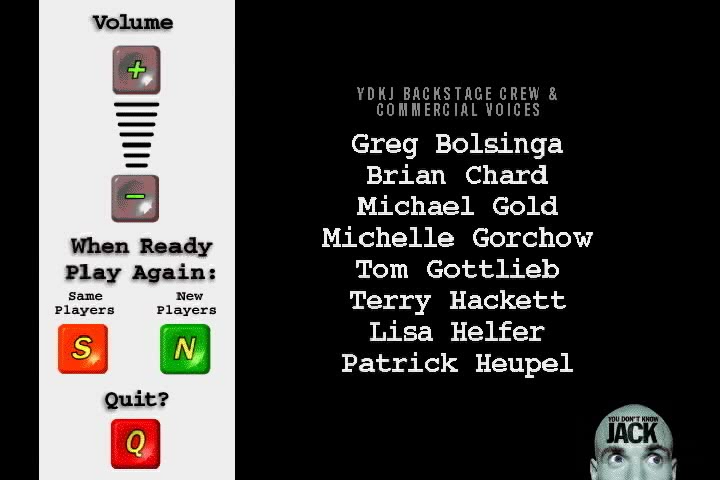 Volume
+
−
When Ready
Play Again:
Same New
Players Players
S N
Quit?
Q
YDKJ BACKSTAGE CREW &
COMMERCIAL VOICES
Greg Bolsinga
Brian Chard
Michael Gold
Michelle Gorchow
Tom Gottlieb
Terry Hackett
Lisa Helfer
Patrick Heupel
YOU DON'T KNOW
JACK